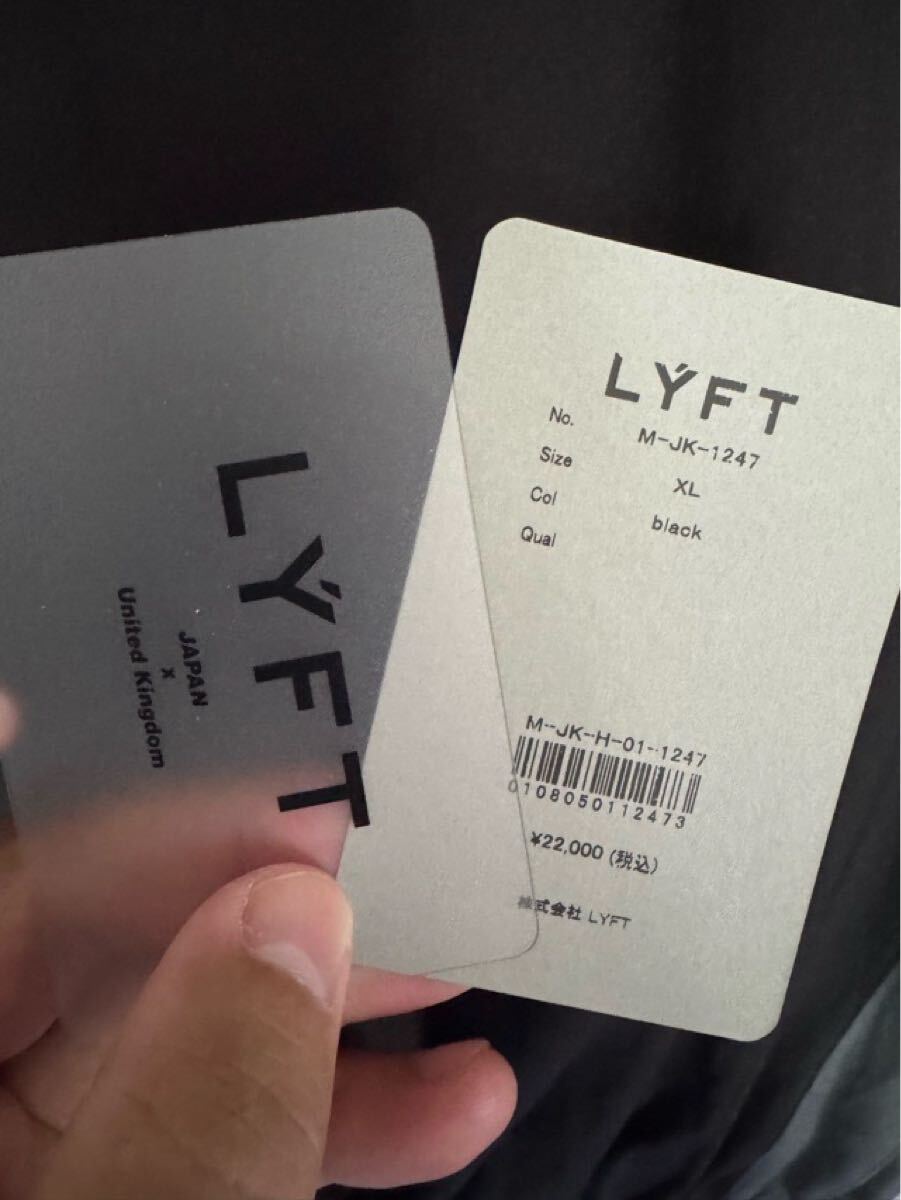 LÝFT
JAPAN
x
United Kingdom
LÝFT
No. M-JK-1247
Size XL
Col black
Qual
M-JK-H-01-1247
0108050112473
¥22,000 (税込)
株式会社 LYFT